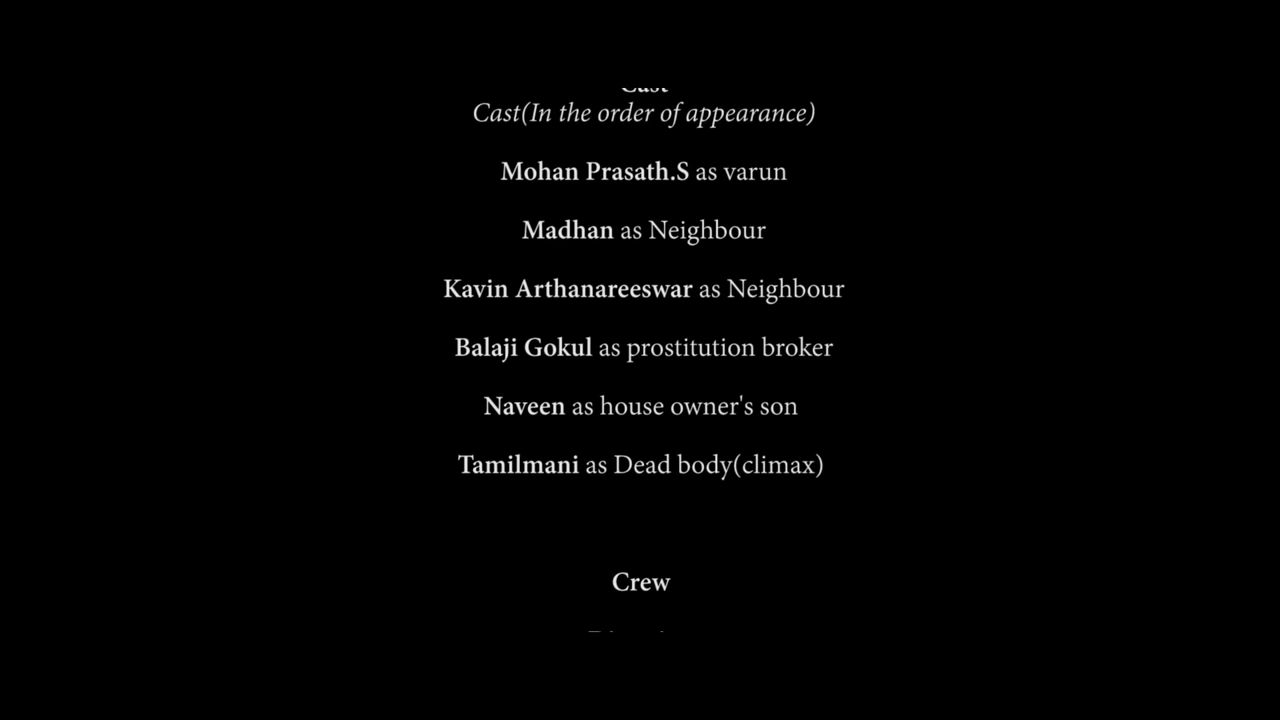 Cast
Cast(In the order of appearance)
Mohan Prasath.S as varun
Madhan as Neighbour
Kavin Arthanareeswar as Neighbour
Balaji Gokul as prostitution broker
Naveen as house owner's son
Tamilmani as Dead body(climax)
Crew